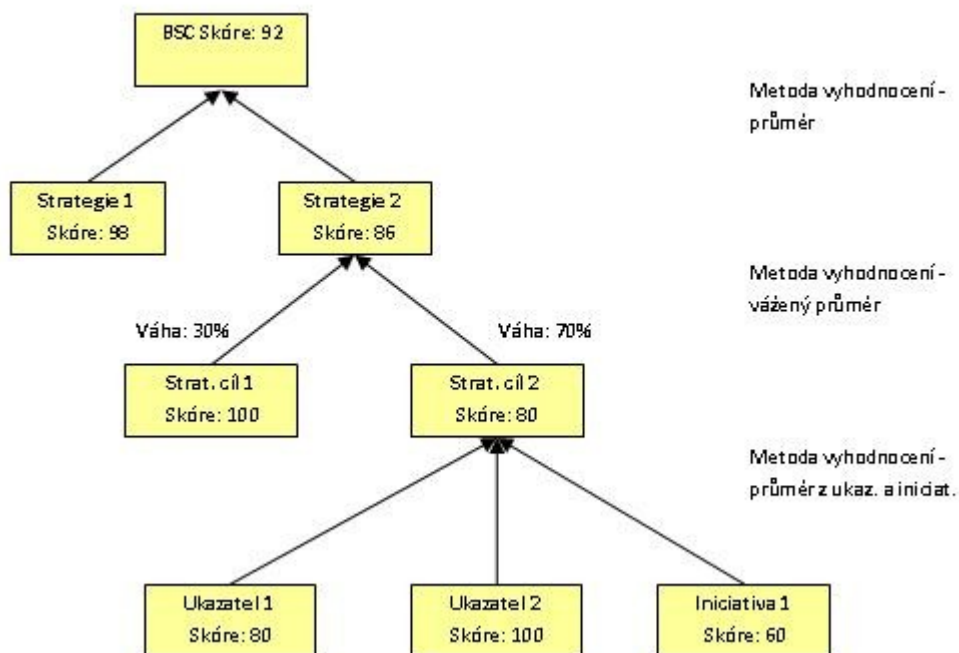 BSC Skóre: 92
Metoda vyhodnocení -
průměr
Strategie 1
Skóre: 98
Strategie 2
Skóre: 86
Metoda vyhodnocení -
vážený průměr
Váha: 30%
Váha: 70%
Strat. cíl 1
Skóre: 100
Strat. cíl 2
Skóre: 80
Metoda vyhodnocení -
průměr z ukaz. a iniciat.
Ukazatel 1
Skóre: 80
Ukazatel 2
Skóre: 100
Iniciativa 1
Skóre: 60